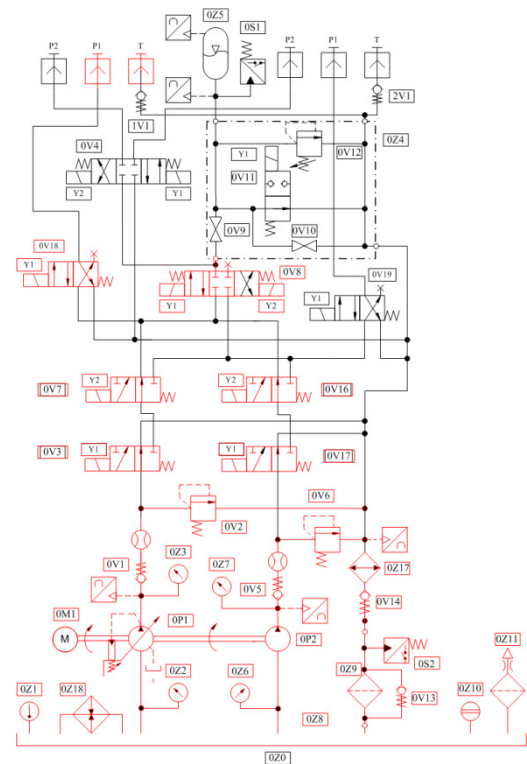 0Z5
0S1
P2
P1
T
P2
P1
T
2V1
1V1
0V4
0Z4
Y1
0V12
0V11
Y2
Y1
0V9
0V10
0V18
Y1
0V8
0V19
Y1
Y2
Y1
0V7
Y2
Y2
0V16
0V3
Y1
Y1
0V17
0V6
0V2
0V1
0Z3
0Z7
0V5
0Z17
0V14
0M1
M
0P1
0P2
0S2
0Z11
0Z1
0Z18
0Z2
0Z6
0Z9
0Z10
0V13
0Z8
0Z0